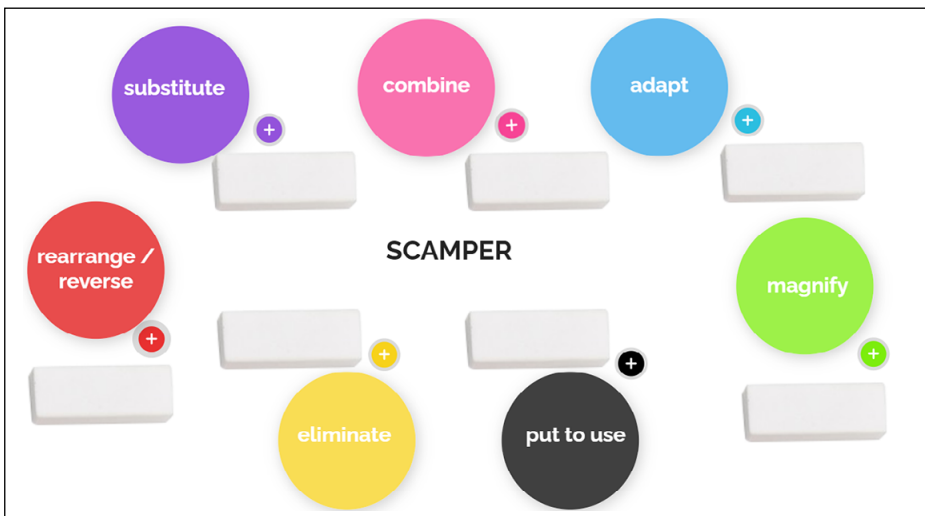 substitute
combine
adapt
rearrange /
reverse
SCAMPER
magnify
eliminate
put to use